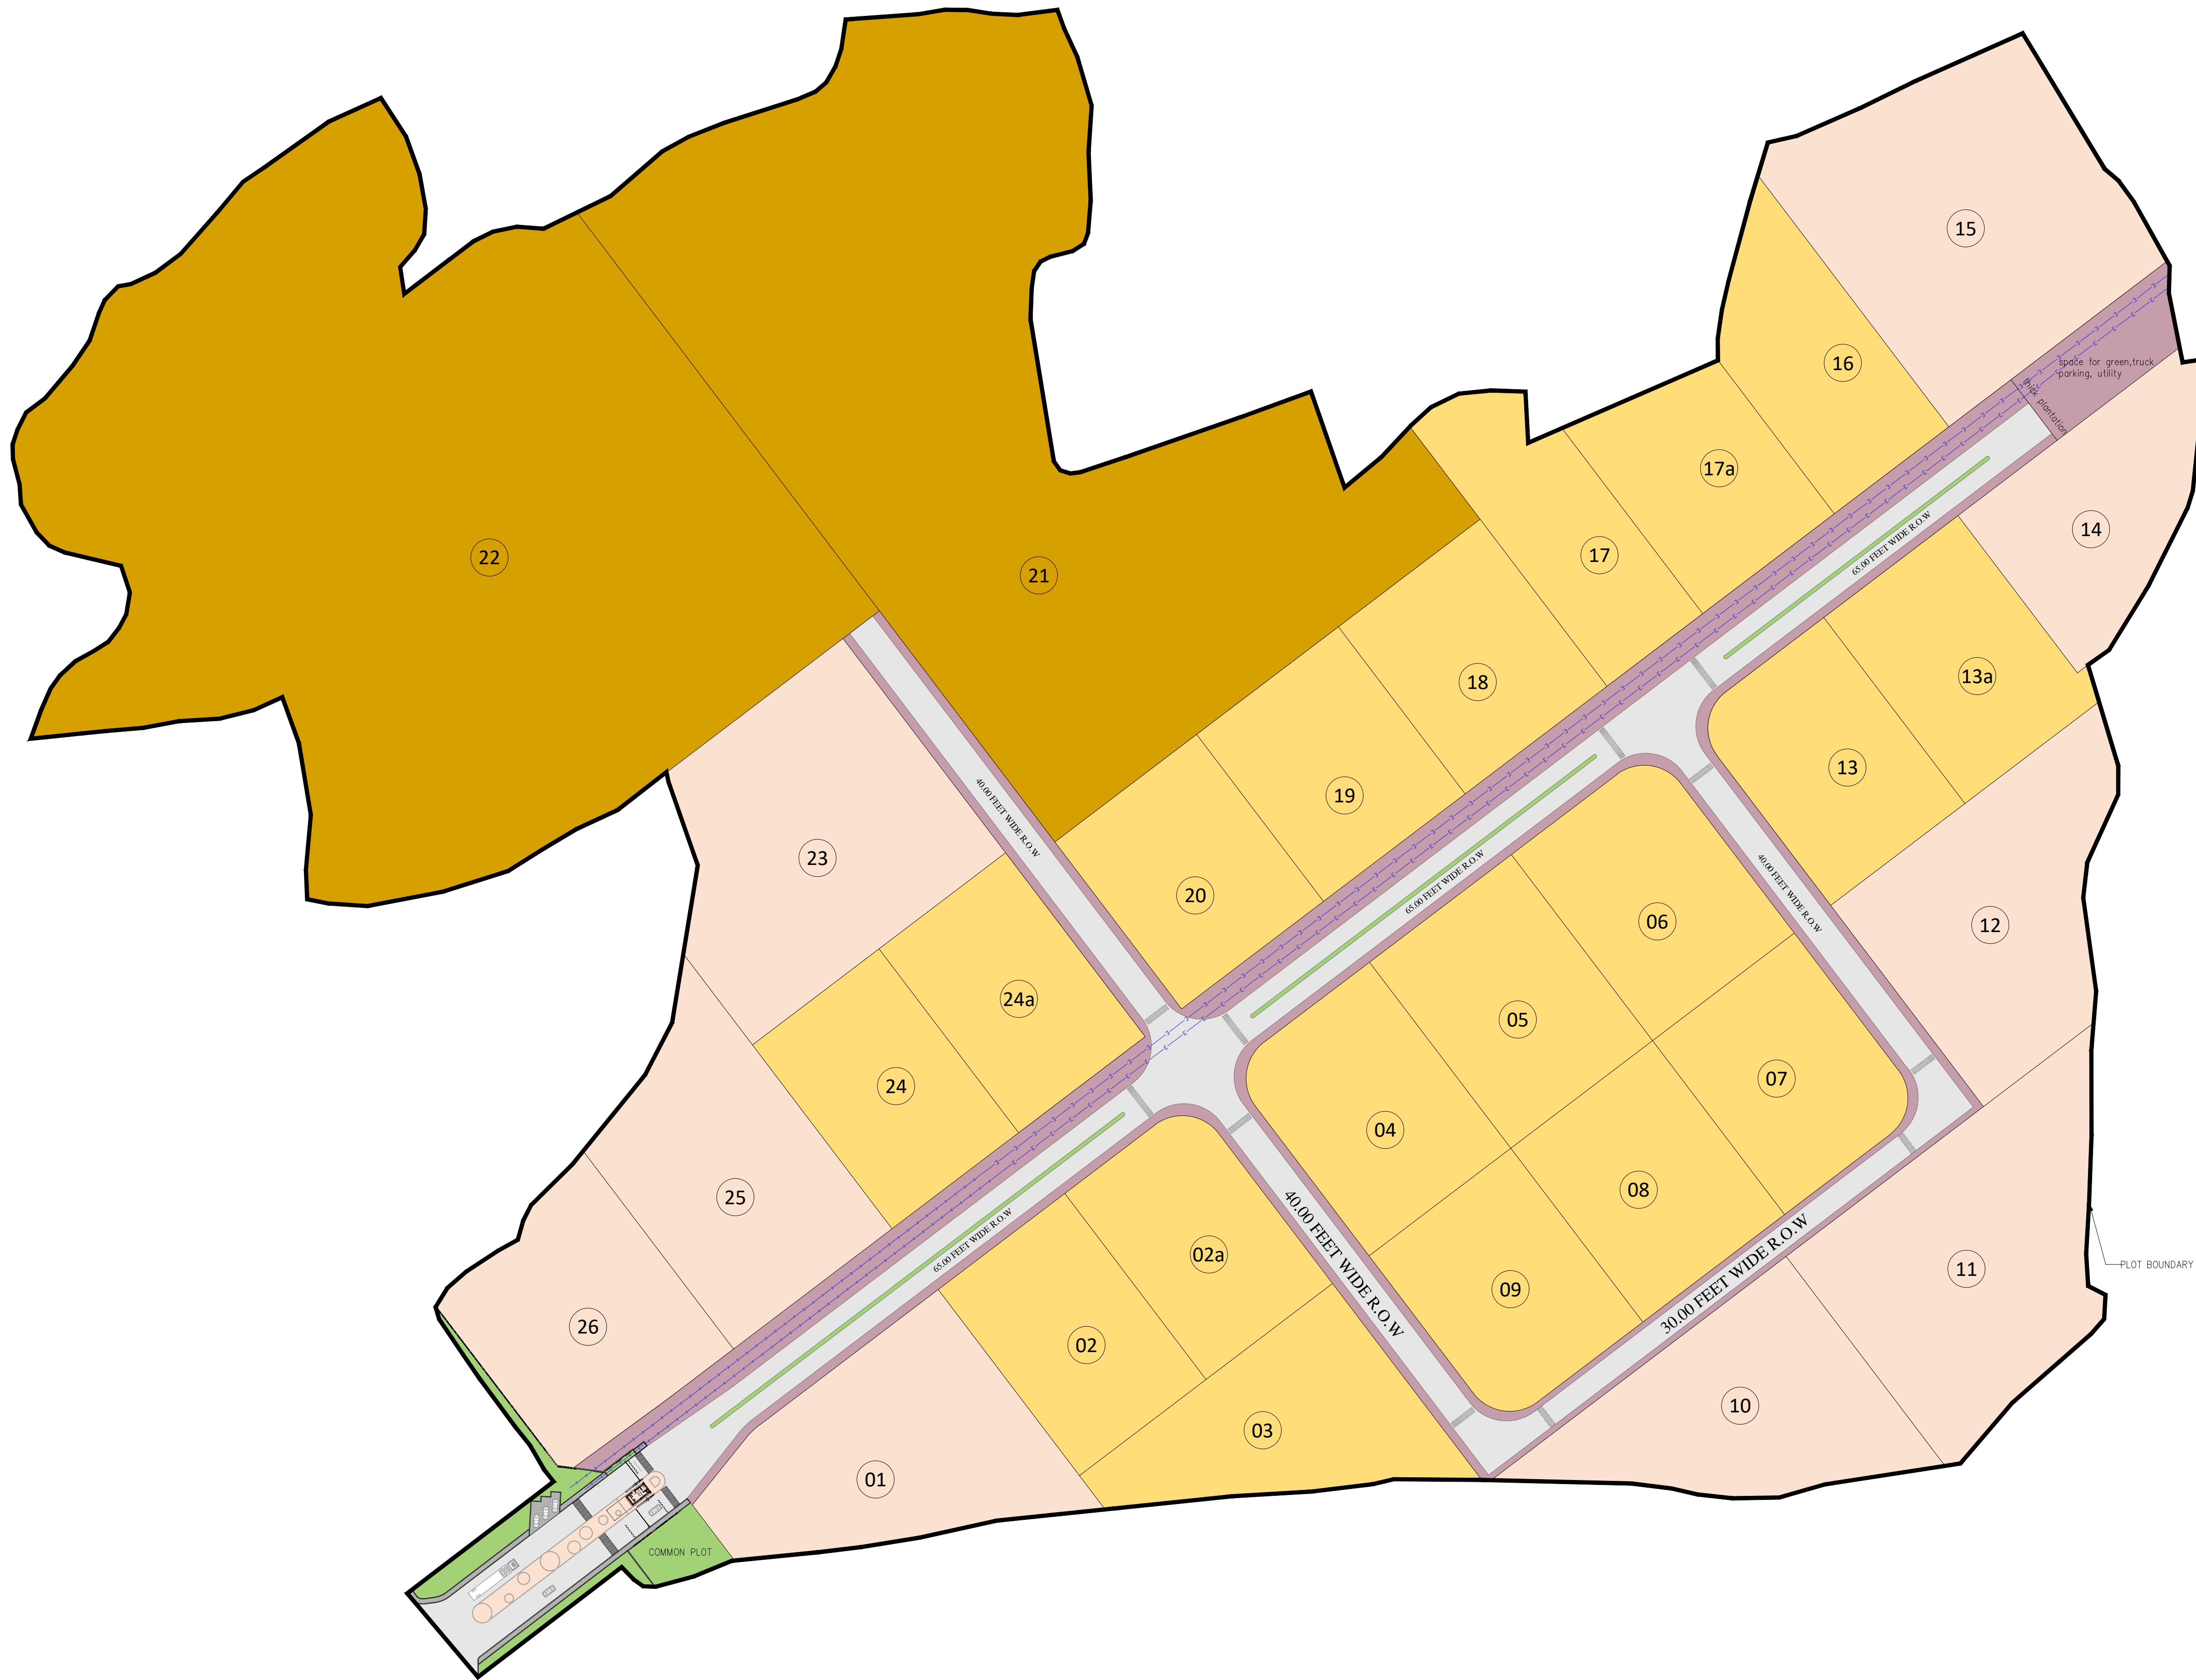 15
16
space for green,truck
parking, utility
thick plantation
17a
14
65.00 FEET WIDE R.O.W
17
22
21
18
13a
13
19
40.00 FEET WIDE R.O.W
23
65.00 FEET WIDE R.O.W
20
06
40.00 FEET WIDE R.O.W
12
24a
05
24
07
04
25
08
65.00 FEET WIDE R.O.W
02a
40.00 FEET WIDE R.O.W
09
30.00 FEET WIDE R.O.W
11
PLOT BOUNDARY
26
02
10
03
01
COMMON PLOT